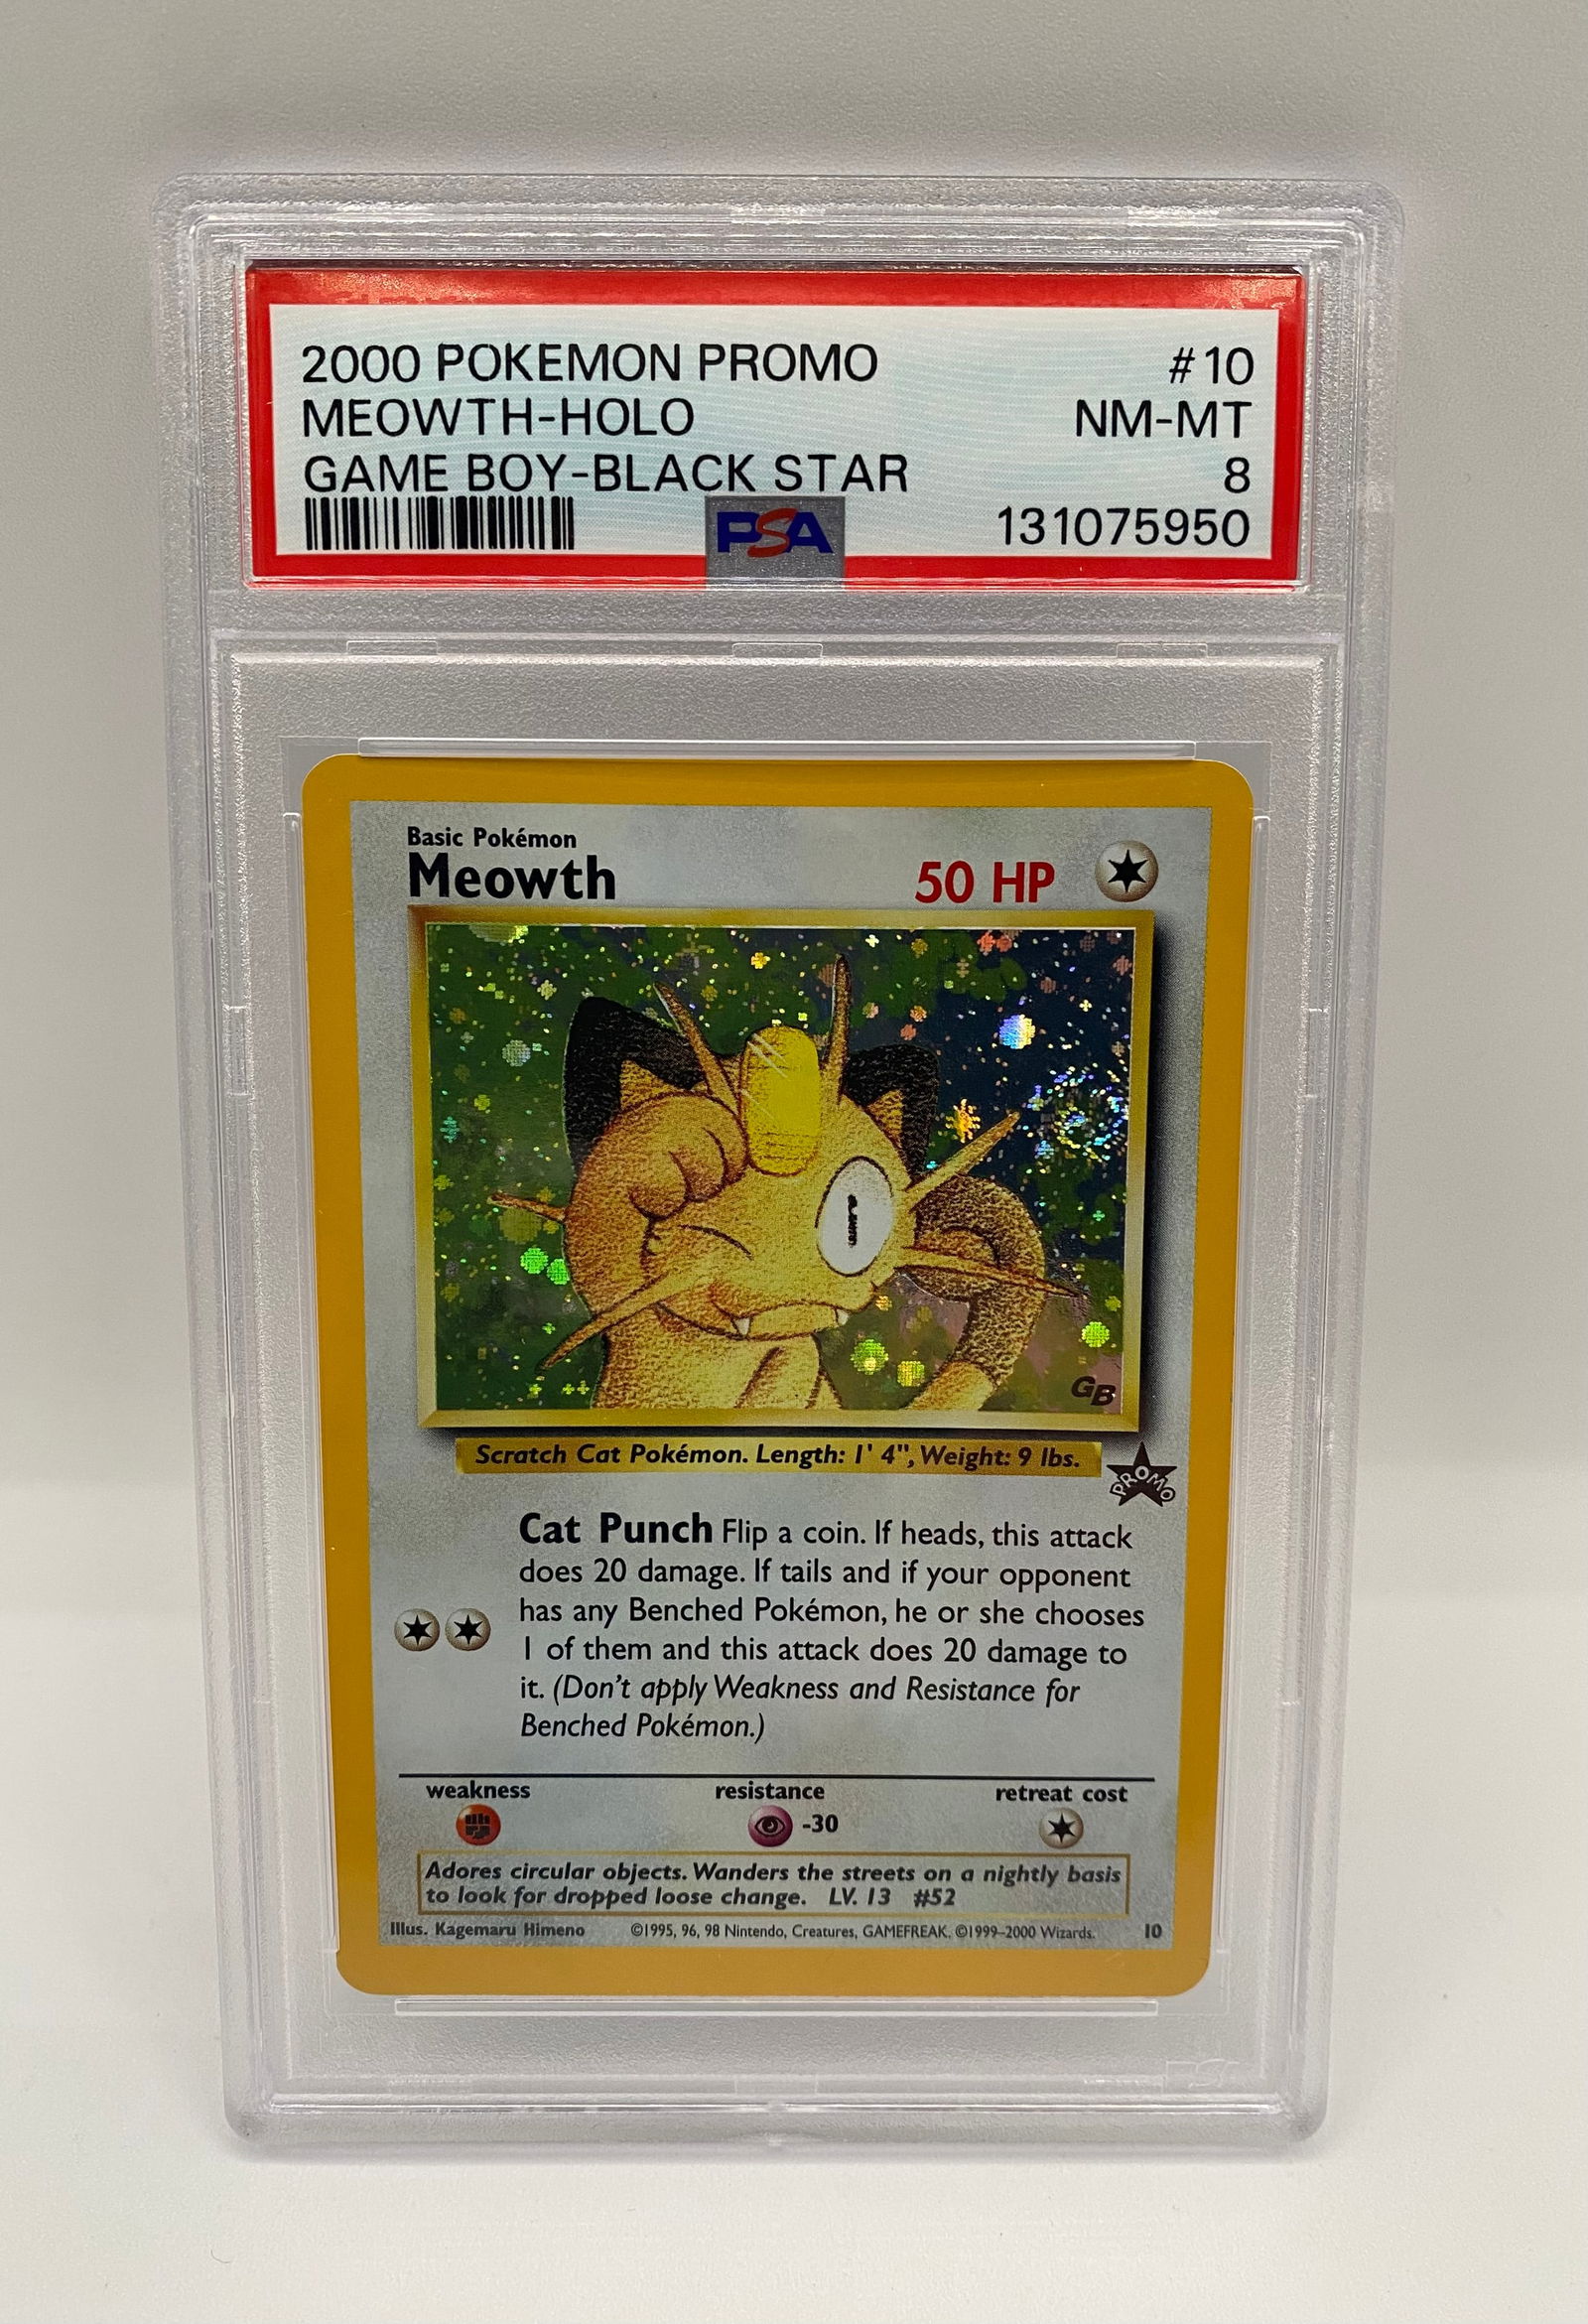 2000 POKEMON PROMO #10
MEOWTH-HOLO NM-MT
GAME BOY-BLACK STAR 8
PSA 131075950
Basic Pokémon
Meowth 50 HP
GB
Scratch Cat Pokémon. Length: 1' 4", Weight: 9 lbs.
PROMO
Cat Punch Flip a coin. If heads, this attack
does 20 damage. If tails and if your opponent
has any Benched Pokémon, he or she chooses
1 of them and this attack does 20 damage to
it. (Don't apply Weakness and Resistance for
Benched Pokémon.)
weakness resistance retreat cost
-30
Adores circular objects. Wanders the streets on a nightly basis
to look for dropped loose change. LV. 13 #52
Illus. Kagemaru Himeno ©1995, 96, 98 Nintendo, Creatures, GAMEFREAK. ©1999-2000 Wizards. 10
PSA